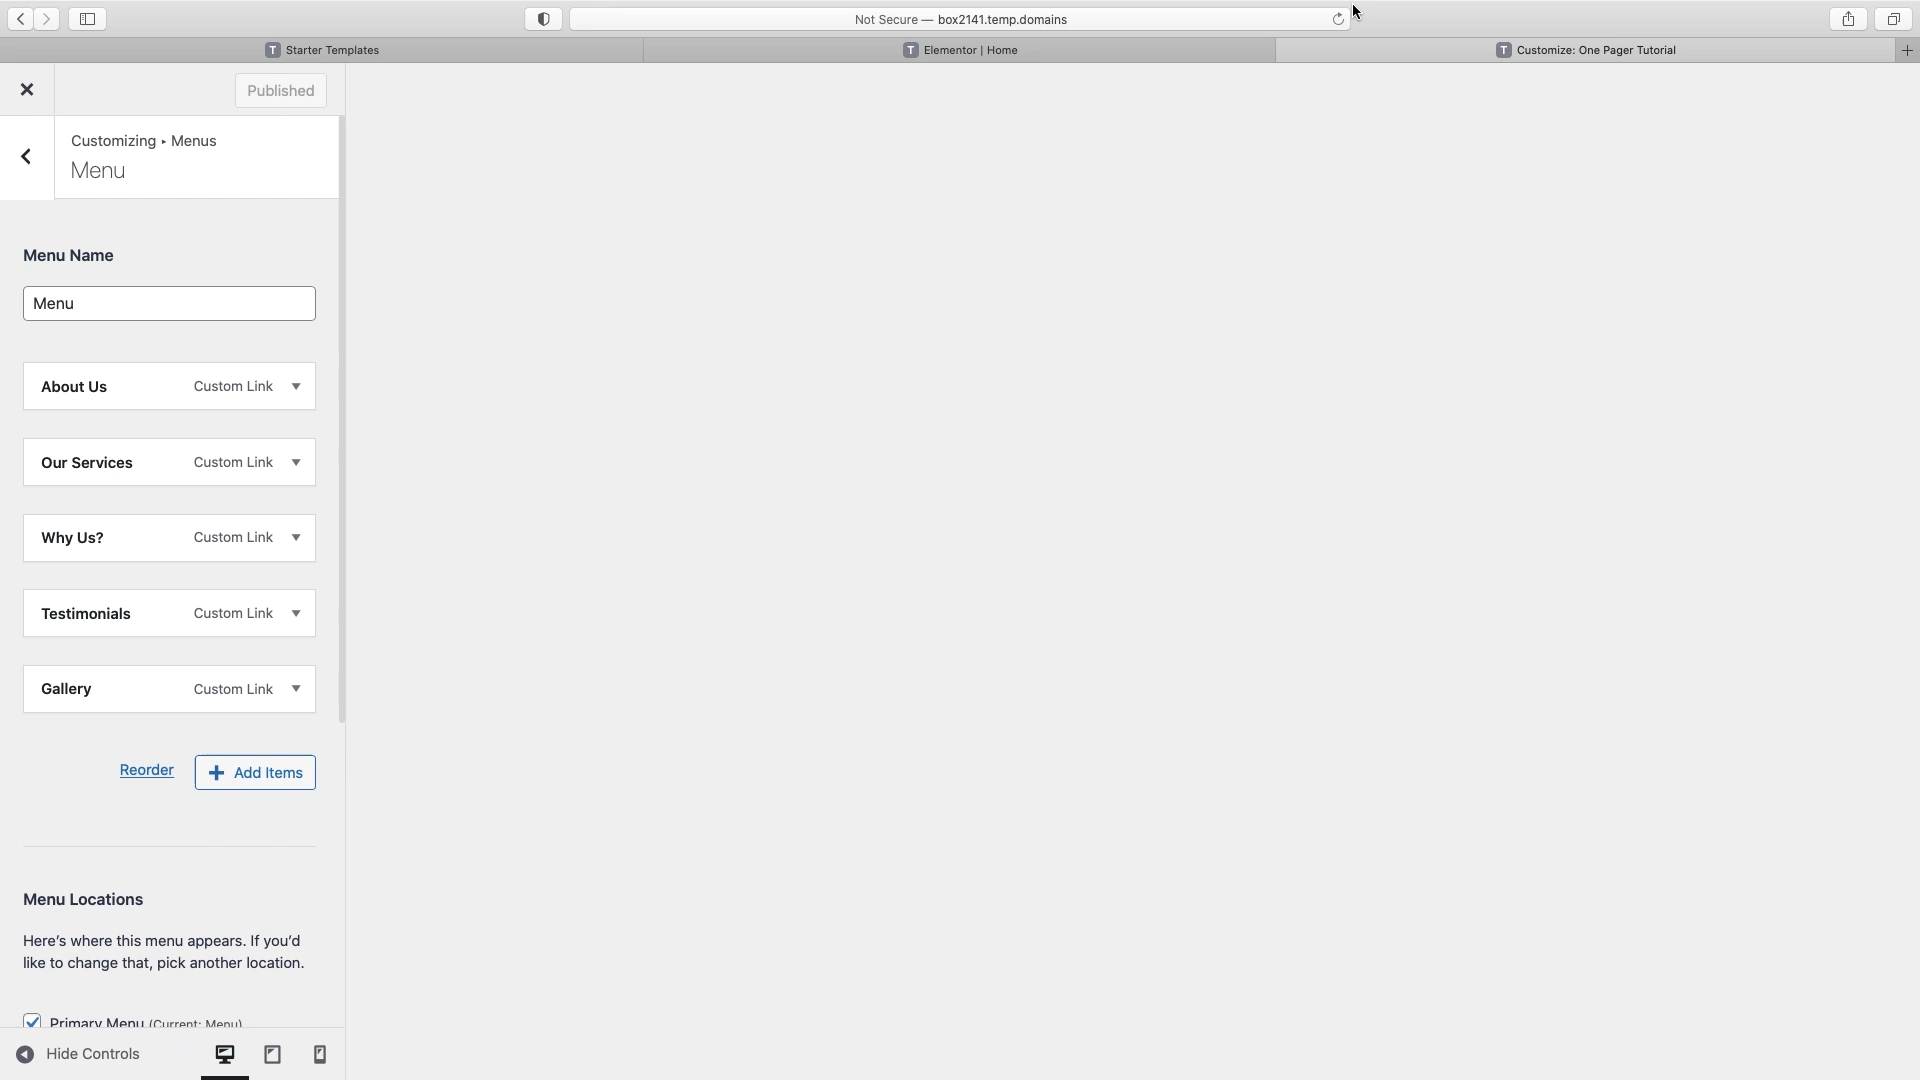 Not Secure — box2141.temp.domains
T Starter Templates
T Elementor | Home
T Customize: One Pager Tutorial
Published
Customizing ▸ Menus
Menu
Menu Name
Menu
About Us Custom Link
Our Services Custom Link
Why Us? Custom Link
Testimonials Custom Link
Gallery Custom Link
Reorder
Add Items
Menu Locations
Here’s where this menu appears. If you’d
like to change that, pick another location.
Primary Menu (Current: Menu)
Hide Controls